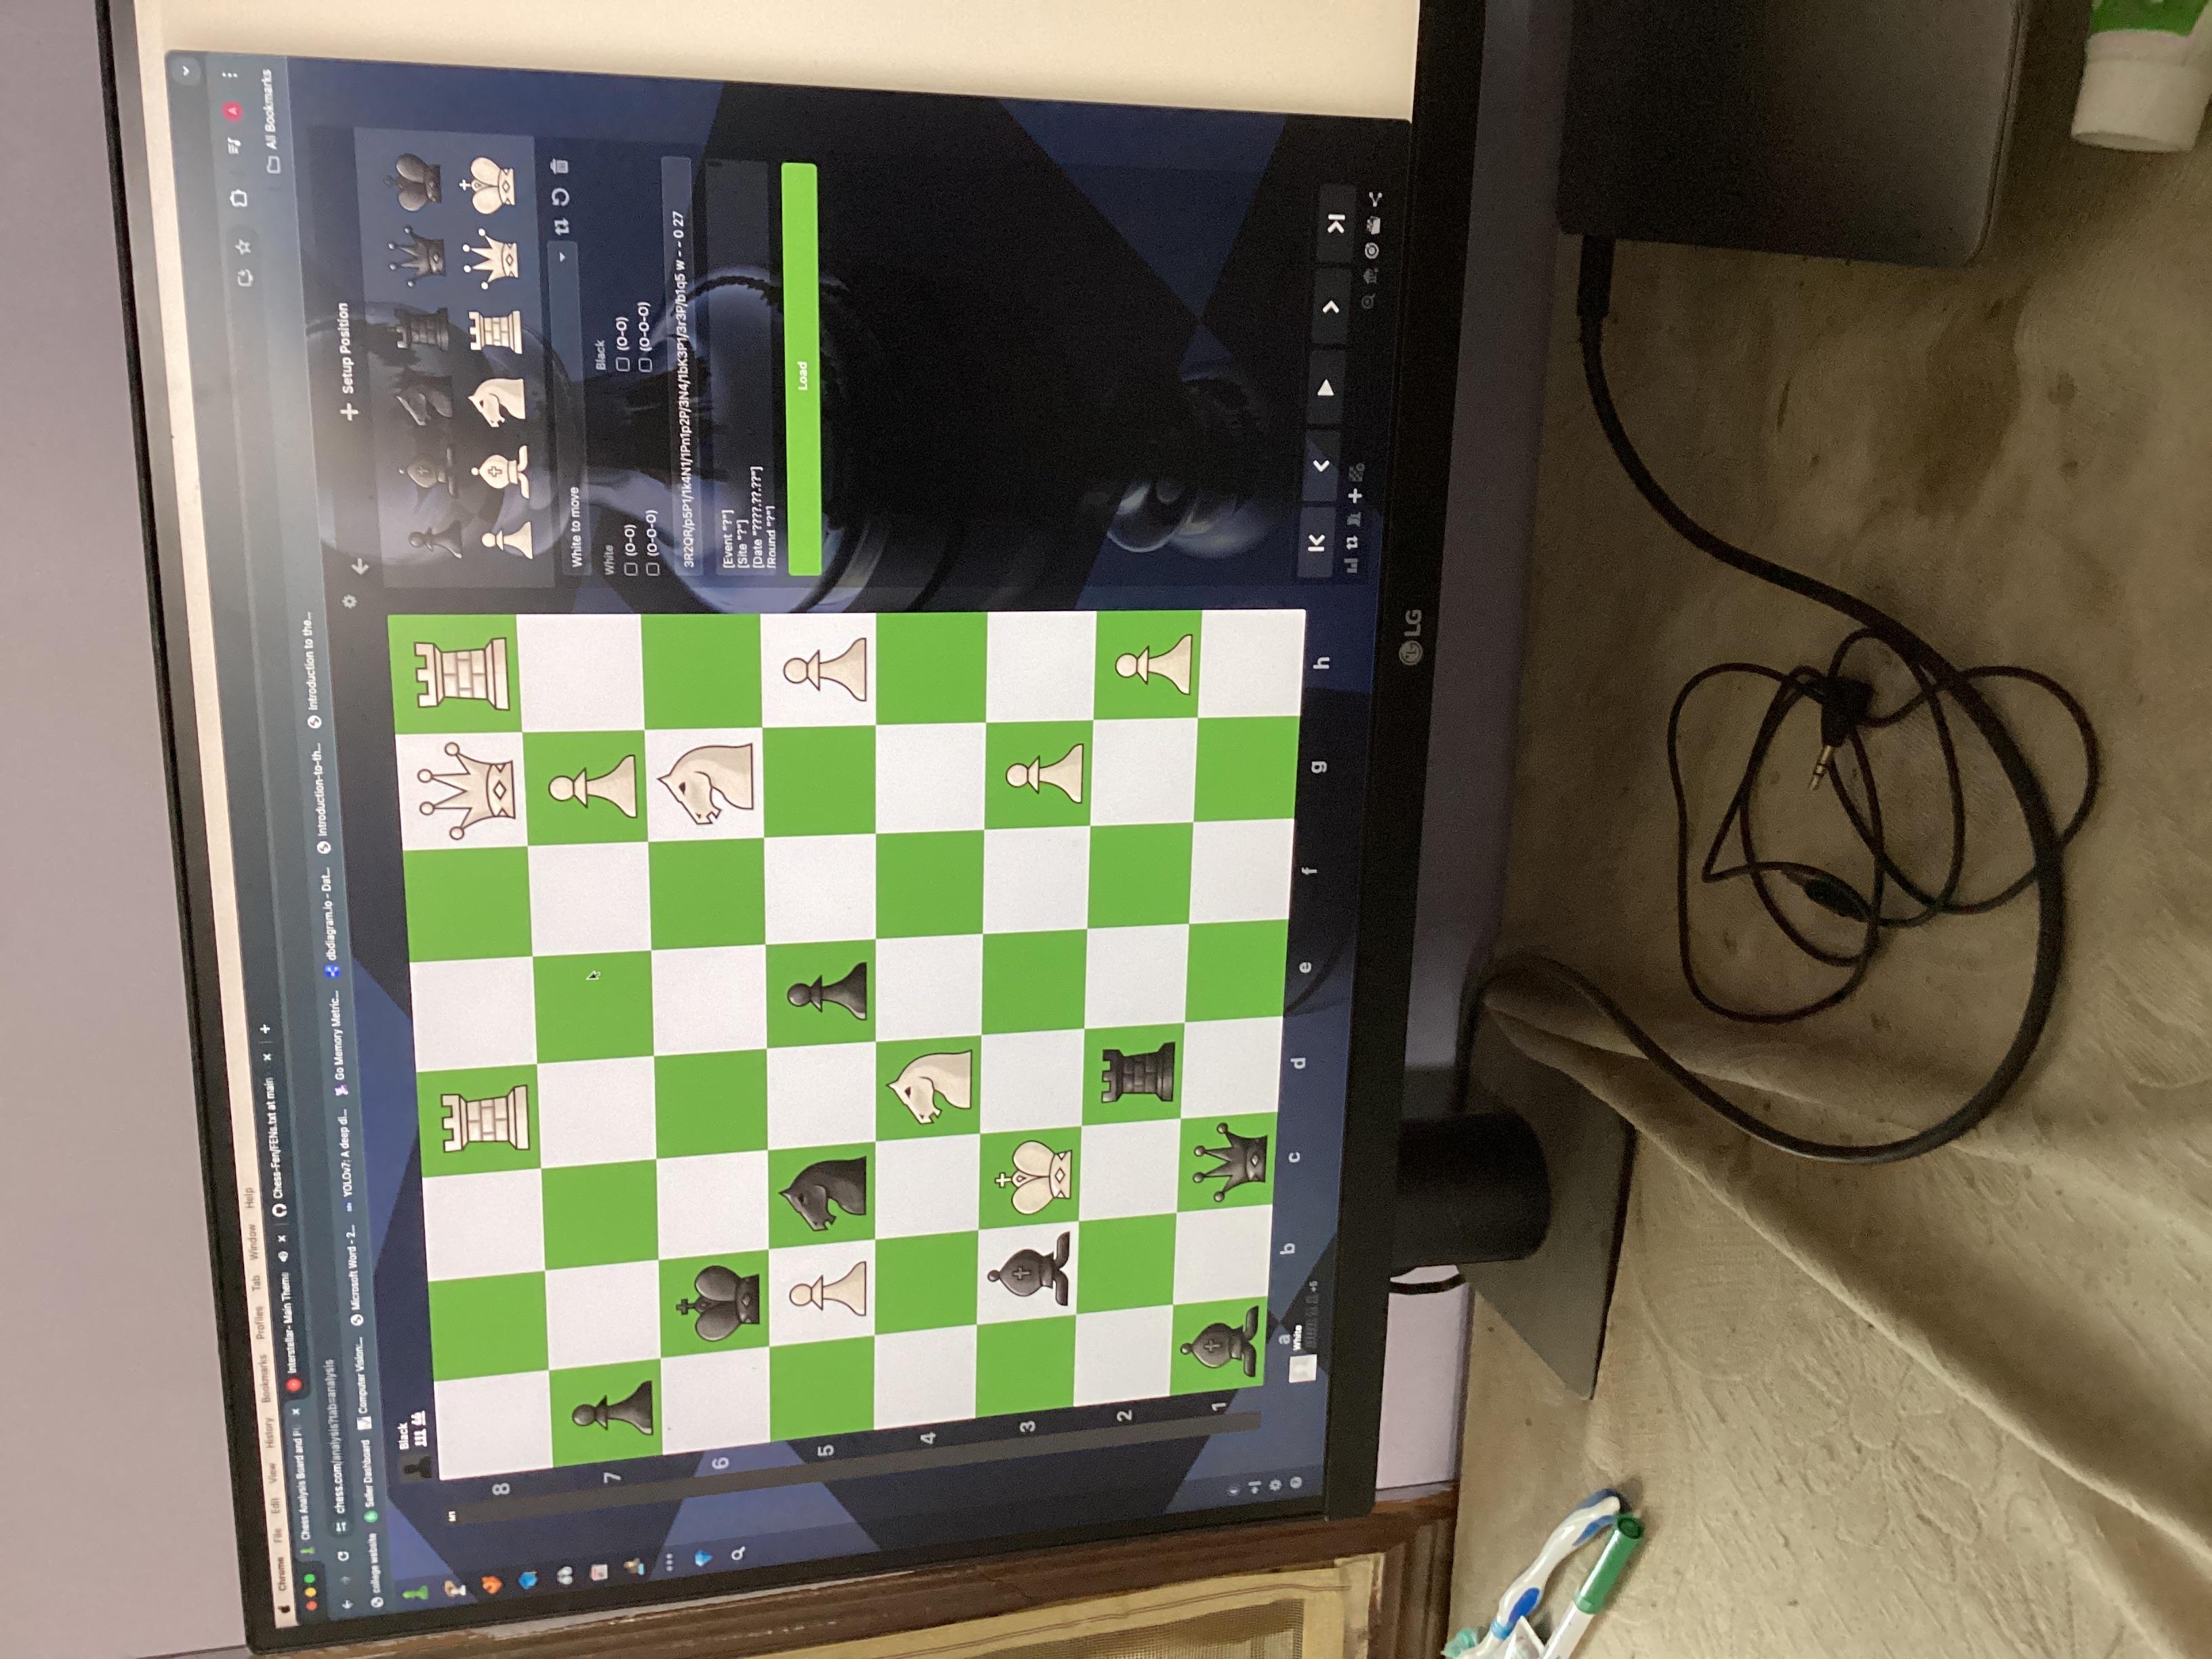 Chrome File Edit View History Bookmarks Profiles Tab Window Help
Chess Analysis Board and P
Interstellar- Main Theme
Chess-Fen/FENs.txt at main
chess.com/analysis?tab=analysis
A
college website
Seller Dashboard
Computer Vision...
Microsoft Word - 2...
YOLOv7: A deep di...
Go Memory Metric...
dbdiagram.io - Dat...
Introduction-to-th...
Introduction to the...
All Bookmarks
Black
8
7
6
5
4
3
2
1
a b c d e f g h
White
+5
Setup Position
White to move
White
(O-O)
(O-O-O)
Black
(O-O)
(O-O-O)
3R2QR/p5P1/1k4N1/1Pn1p2P/3N4/1bK3P1/3r3P/b1q5 w - - 0 27
[Event "?"]
[Site "?"]
[Date "????.??.??"]
[Round "?"]
Load
LG